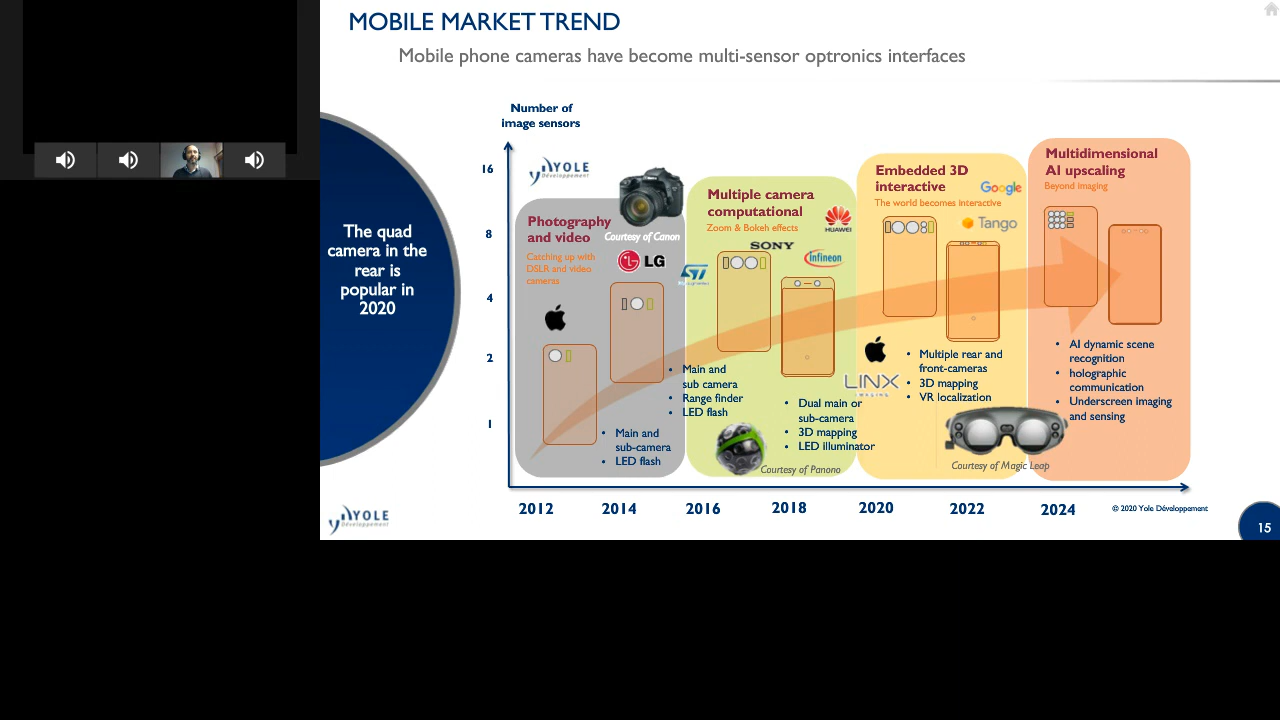 MOBILE MARKET TREND
Mobile phone cameras have become multi-sensor optronics interfaces
The quad
camera in the
rear is
popular in
2020
Number of
image sensors
16
8
4
2
1
YOLE
Développement
Photography
and video
Catching up with
DSLR and video
cameras
Courtesy of Canon
LG
Main and
sub-camera
LED flash
Main and
sub camera
Range finder
LED flash
Multiple camera
computational
Zoom & Bokeh effects
HUAWEI
SONY
infineon
ST
Dual main or
sub-camera
3D mapping
LED illuminator
Courtesy of Panono
Embedded 3D
interactive
The world becomes interactive
Google
Tango
LINX
IMAGING
Multiple rear and
front-cameras
3D mapping
VR localization
Courtesy of Magic Leap
Multidimensional
AI upscaling
Beyond imaging
AI dynamic scene
recognition
holographic
communication
Underscreen imaging
and sensing
2012
2014
2016
2018
2020
2022
2024
YOLE
Développement
© 2020 Yole Développement
15